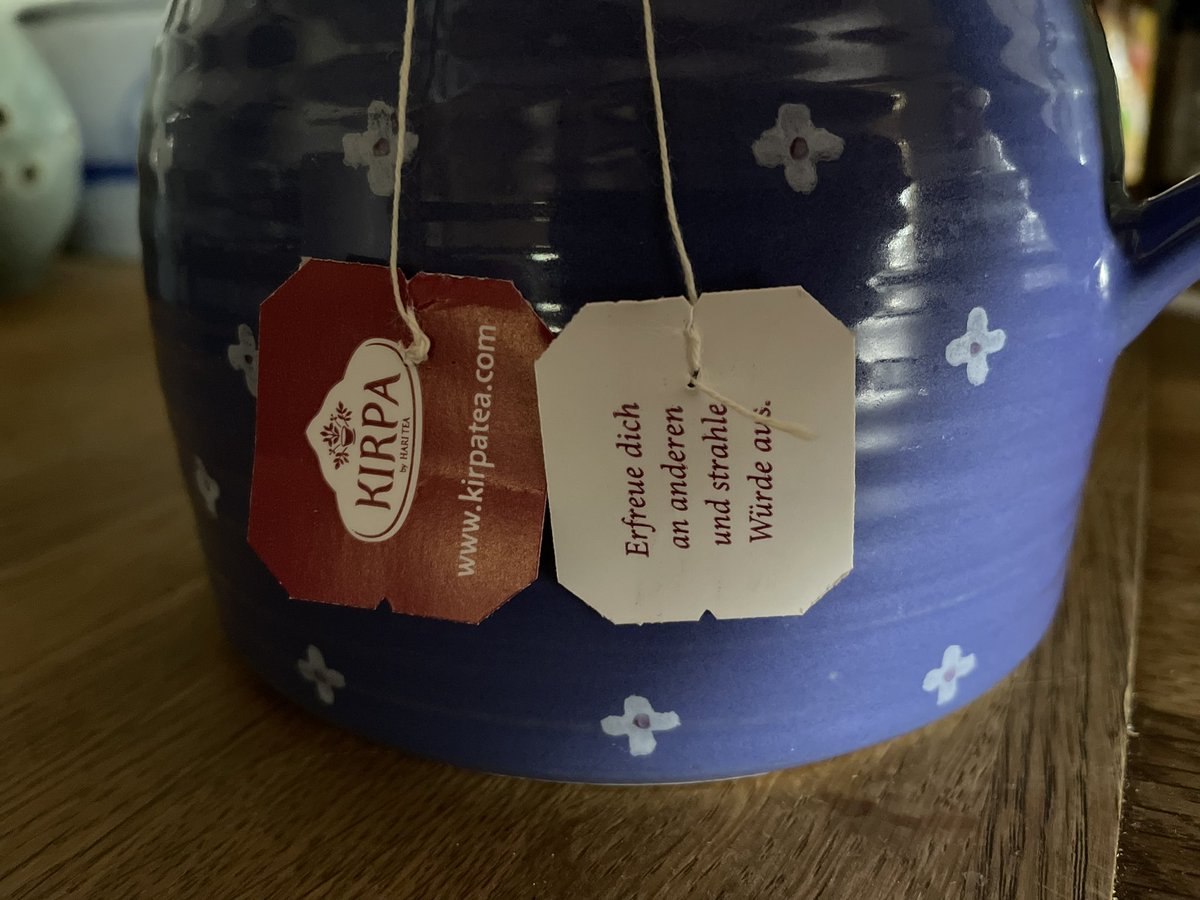 KIRPA
by HARI TEA
www.kirpatea.com
Erfreue dich
an anderen
und strahle
Würde aus.